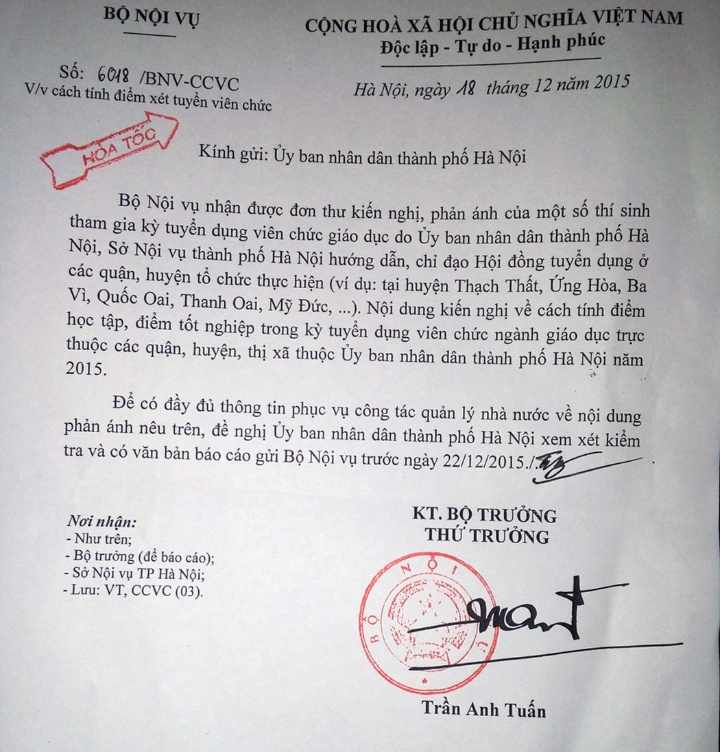 BỘ NỘI VỤ
CỘNG HOÀ XÃ HỘI CHỦ NGHĨA VIỆT NAM
Độc lập - Tự do - Hạnh phúc
Số: 6018 /BNV-CCVC
V/v cách tính điểm xét tuyển viên chức
Hà Nội, ngày 18 tháng 12 năm 2015
HỎA TỐC
Kính gửi: Ủy ban nhân dân thành phố Hà Nội
Bộ Nội vụ nhận được đơn thư kiến nghị, phản ánh của một số thí sinh
tham gia kỳ tuyển dụng viên chức giáo dục do Ủy ban nhân dân thành phố Hà
Nội, Sở Nội vụ thành phố Hà Nội hướng dẫn, chỉ đạo Hội đồng tuyển dụng ở
các quận, huyện tổ chức thực hiện (ví dụ: tại huyện Thạch Thất, Ứng Hòa, Ba
Vì, Quốc Oai, Thanh Oai, Mỹ Đức, ...). Nội dung kiến nghị về cách tính điểm
học tập, điểm tốt nghiệp trong kỳ tuyển dụng viên chức ngành giáo dục trực
thuộc các quận, huyện, thị xã thuộc Ủy ban nhân dân thành phố Hà Nội năm
2015.
Để có đầy đủ thông tin phục vụ công tác quản lý nhà nước về nội dung
phản ánh nêu trên, đề nghị Ủy ban nhân dân thành phố Hà Nội xem xét kiểm
tra và có văn bản báo cáo gửi Bộ Nội vụ trước ngày 22/12/2015./.
Nơi nhận:
- Như trên;
- Bộ trưởng (để báo cáo);
- Sở Nội vụ TP Hà Nội;
- Lưu: VT, CCVC (03).
KT. BỘ TRƯỞNG
THỨ TRƯỞNG
BỘ NỘI VỤ
Trần Anh Tuấn